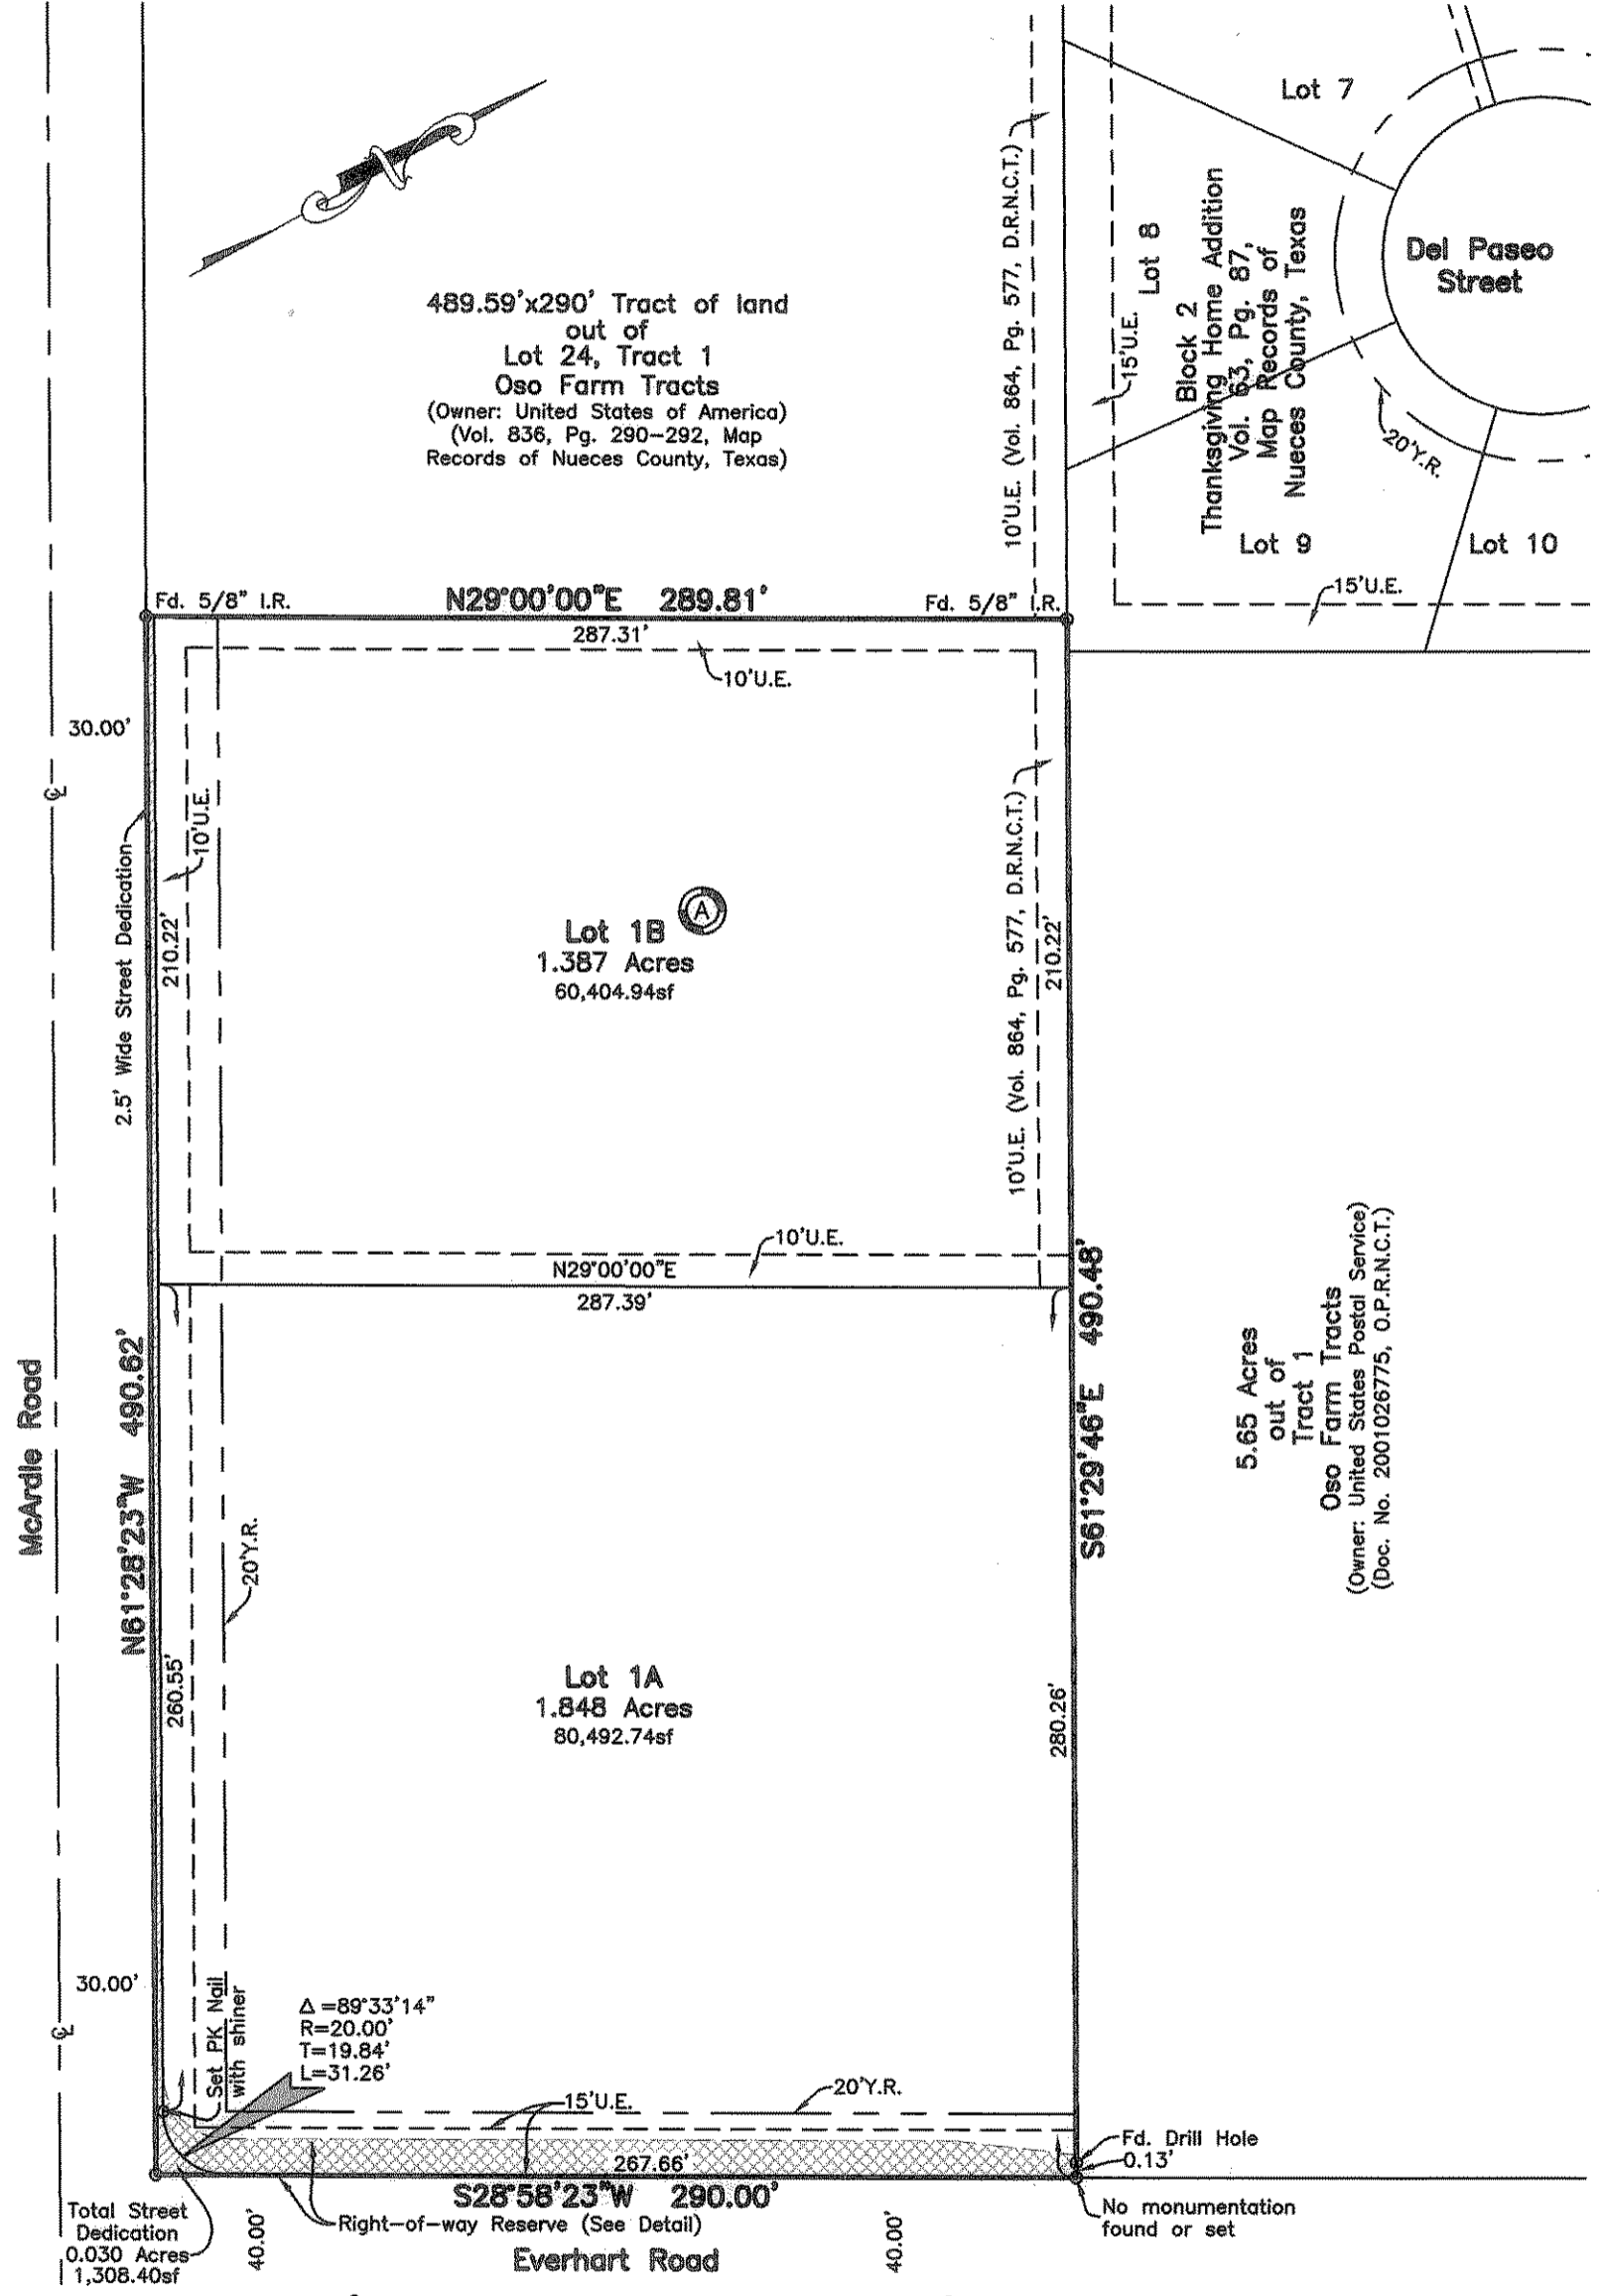 Lot 7
Del Paseo
Street
Lot 8
Block 2
Thanksgiving Home Addition
Vol. 63, Pg. 87,
Map Records of
Nueces County, Texas
15'U.E.
20'Y.R.
Lot 9
Lot 10
15'U.E.
10'U.E. (Vol. 864, Pg. 577, D.R.N.C.T.)
N
489.59'x290' Tract of land
out of
Lot 24, Tract 1
Oso Farm Tracts
(Owner: United States of America)
(Vol. 836, Pg. 290-292, Map
Records of Nueces County, Texas)
Fd. 5/8" I.R.
N29°00'00"E 289.81'
Fd. 5/8" I.R.
287.31'
10'U.E.
30.00'
℄
10'U.E.
2.5' Wide Street Dedication
210.22'
A
Lot 1B
1.387 Acres
60,404.94sf
10'U.E. (Vol. 864, Pg. 577, D.R.N.C.T.)
210.22'
10'U.E.
N29°00'00"E
287.39'
McArdle Road
N61°28'23"W 490.62'
S61°29'46"E 490.48'
5.65 Acres
out of
Tract 1
Oso Farm Tracts
(Owner: United States Postal Service)
(Doc. No. 2001026775, O.P.R.N.C.T.)
20'Y.R.
260.55'
Lot 1A
1.848 Acres
80,492.74sf
280.26'
30.00'
℄
Set PK Nail
with shiner
Δ =89°33'14"
R=20.00'
T=19.84'
L=31.26'
15'U.E.
20'Y.R.
Fd. Drill Hole
0.13'
267.66'
S28°58'23"W 290.00'
No monumentation
found or set
Total Street
Dedication
0.030 Acres
1,308.40sf
40.00'
Right-of-way Reserve (See Detail)
40.00'
Everhart Road